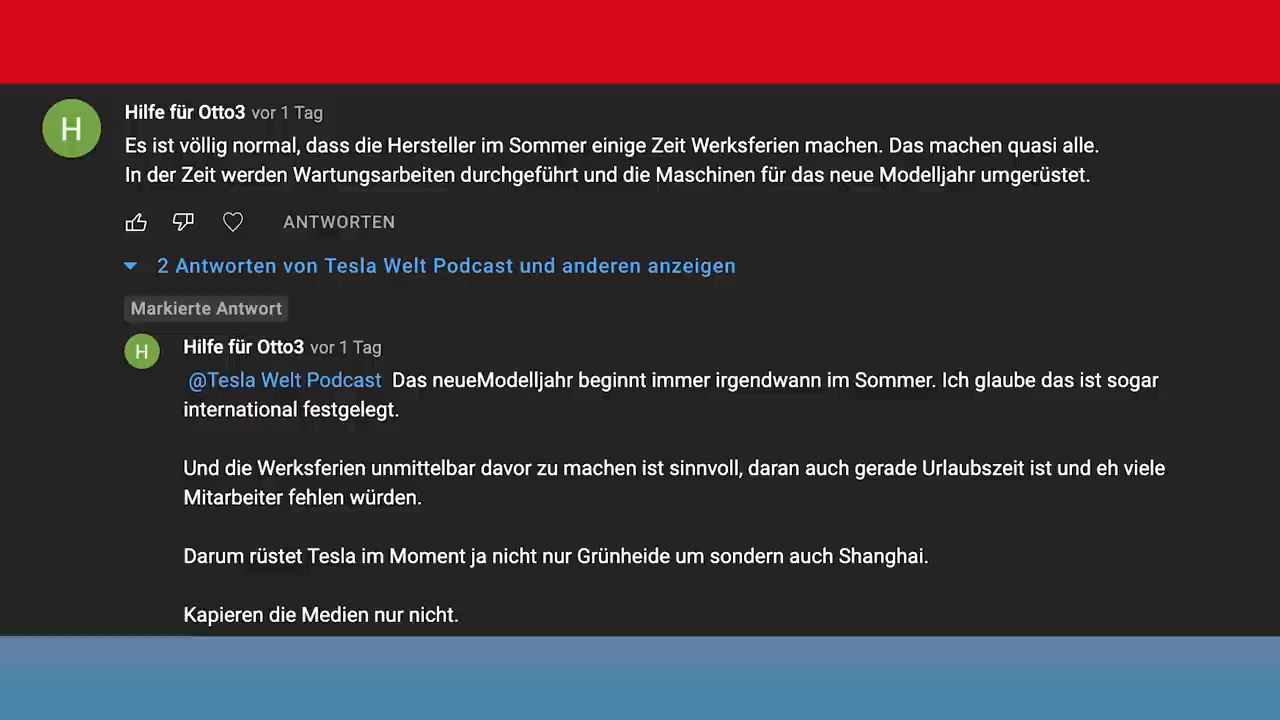 H
Hilfe für Otto3 vor 1 Tag
Es ist völlig normal, dass die Hersteller im Sommer einige Zeit Werksferien machen. Das machen quasi alle.
In der Zeit werden Wartungsarbeiten durchgeführt und die Maschinen für das neue Modelljahr umgerüstet.
ANTWORTEN
2 Antworten von Tesla Welt Podcast und anderen anzeigen
Markierte Antwort
H
Hilfe für Otto3 vor 1 Tag
@Tesla Welt Podcast Das neueModelljahr beginnt immer irgendwann im Sommer. Ich glaube das ist sogar
international festgelegt.
Und die Werksferien unmittelbar davor zu machen ist sinnvoll, daran auch gerade Urlaubszeit ist und eh viele
Mitarbeiter fehlen würden.
Darum rüstet Tesla im Moment ja nicht nur Grünheide um sondern auch Shanghai.
Kapieren die Medien nur nicht.